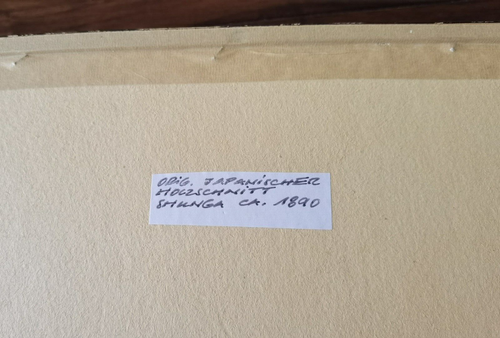 ORIG. JAPANISCHER
HOLZSCHNITT
SHUNGA CA. 1890